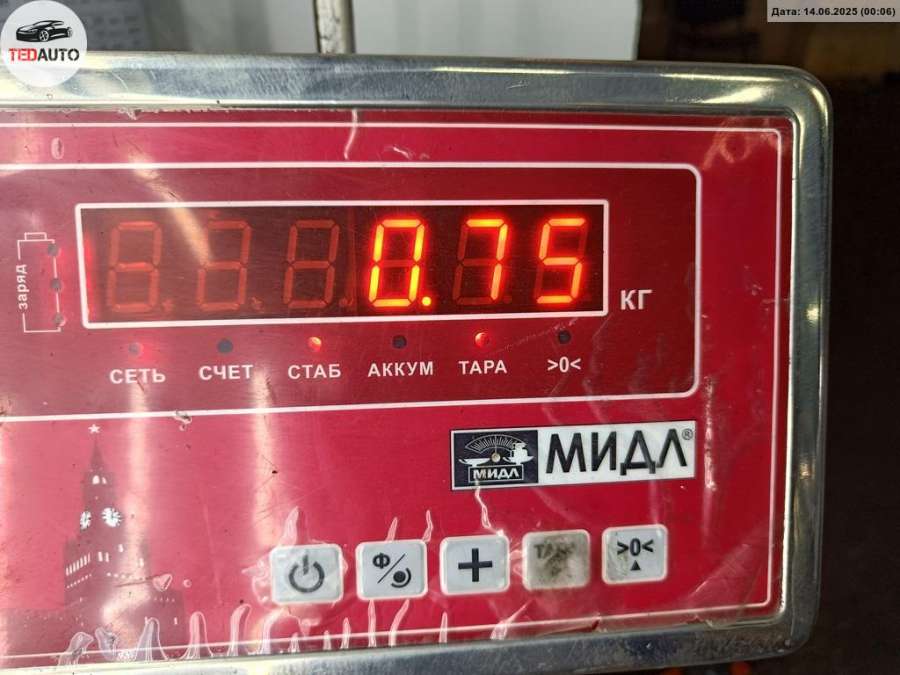 Дата: 14.06.2025 (00:06)
TEDAUTO
заряд
0.75
КГ
СЕТЬ СЧЕТ СТАБ АККУМ ТАРА >0<
МИДЛ МИДЛ®
Ф/ + >0<